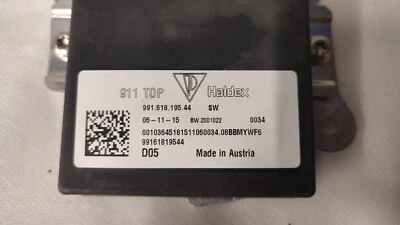 911 TOP Haldex
991.618.195.44 SW
06-11-15 BW 2001022 0034
00103645181511060034.08BBMYWF6
99161819544
D05 Made in Austria